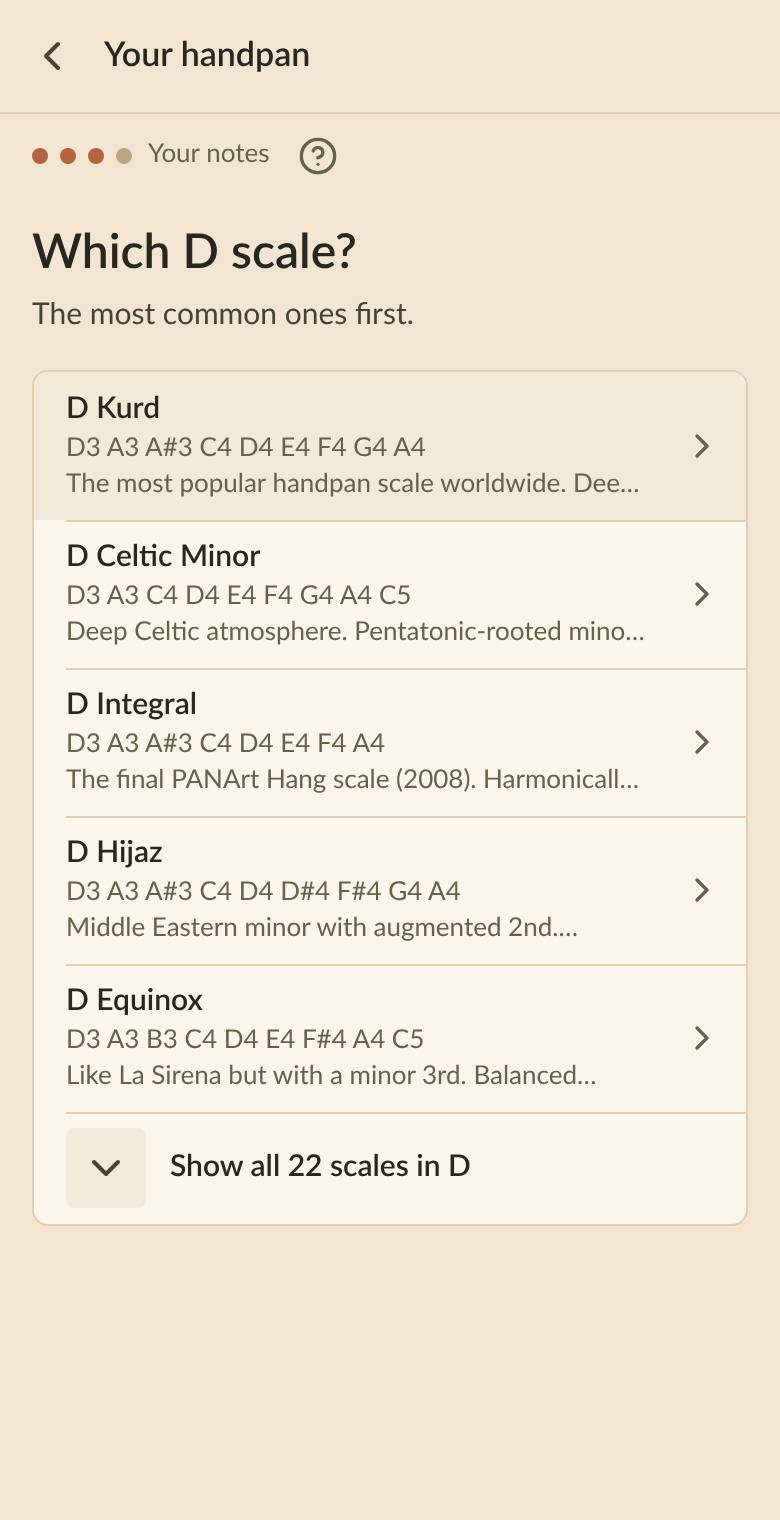 Your handpan
Your notes
Which D scale?
The most common ones first.
D Kurd
D3 A3 A#3 C4 D4 E4 F4 G4 A4
The most popular handpan scale worldwide. Dee...
D Celtic Minor
D3 A3 C4 D4 E4 F4 G4 A4 C5
Deep Celtic atmosphere. Pentatonic-rooted mino...
D Integral
D3 A3 A#3 C4 D4 E4 F4 A4
The final PANArt Hang scale (2008). Harmonicall...
D Hijaz
D3 A3 A#3 C4 D4 D#4 F#4 G4 A4
Middle Eastern minor with augmented 2nd....
D Equinox
D3 A3 B3 C4 D4 E4 F#4 A4 C5
Like La Sirena but with a minor 3rd. Balanced...
Show all 22 scales in D